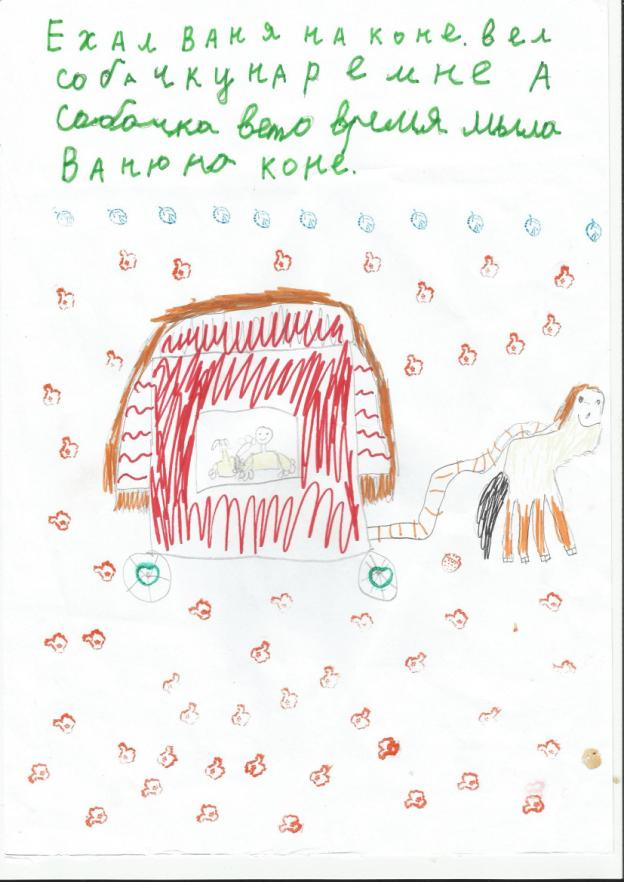 Ехал ваня на коне. вел
собачку на ремне А
собачка вето время мыла
Ваню на коне.